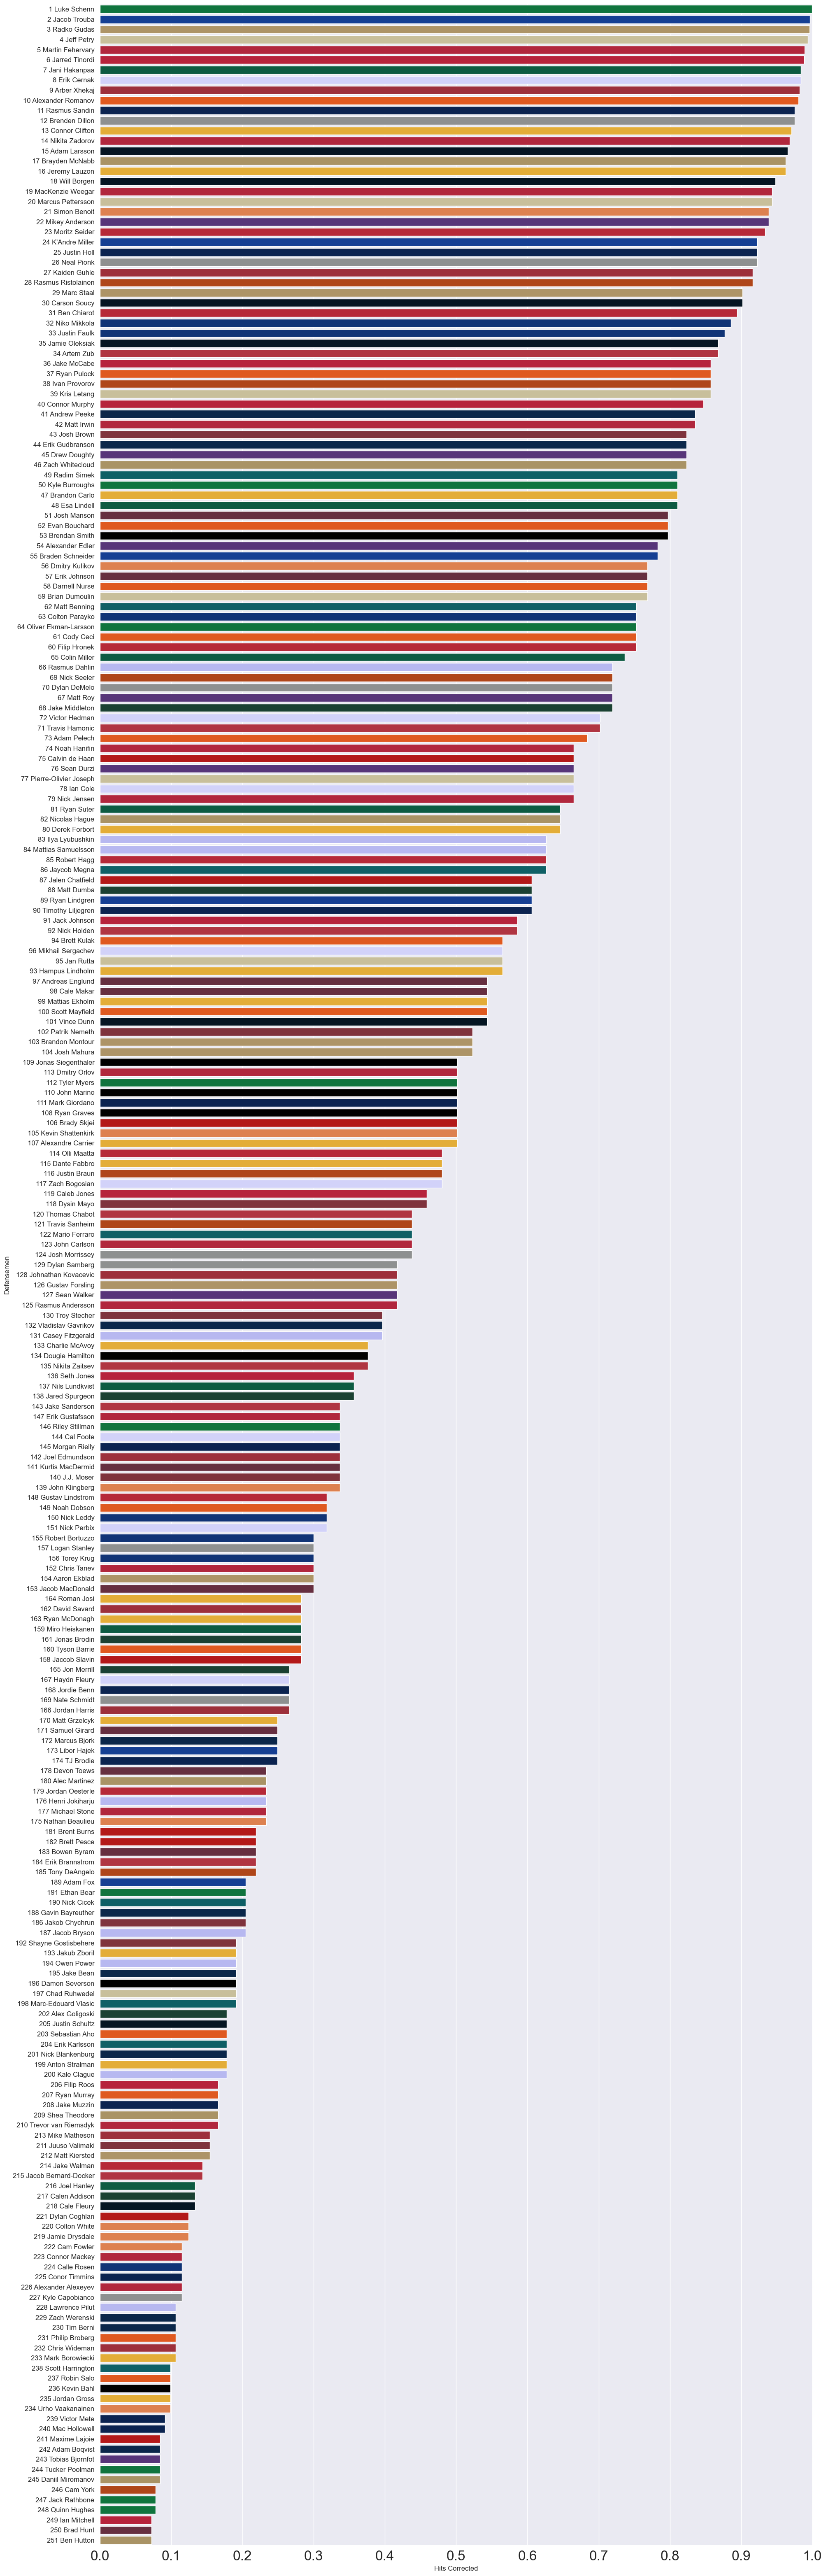 1 Luke Schenn
2 Jacob Trouba
3 Radko Gudas
4 Jeff Petry
5 Martin Fehervary
6 Jarred Tinordi
7 Jani Hakanpaa
8 Erik Cernak
9 Arber Xhekaj
10 Alexander Romanov
11 Rasmus Sandin
12 Brenden Dillon
13 Connor Clifton
14 Nikita Zadorov
15 Adam Larsson
17 Brayden McNabb
16 Jeremy Lauzon
18 Will Borgen
19 MacKenzie Weegar
20 Marcus Pettersson
21 Simon Benoit
22 Mikey Anderson
23 Moritz Seider
24 K'Andre Miller
25 Justin Holl
26 Neal Pionk
27 Kaiden Guhle
28 Rasmus Ristolainen
29 Marc Staal
30 Carson Soucy
31 Ben Chiarot
32 Niko Mikkola
33 Justin Faulk
35 Jamie Oleksiak
34 Artem Zub
36 Jake McCabe
37 Ryan Pulock
38 Ivan Provorov
39 Kris Letang
40 Connor Murphy
41 Andrew Peeke
42 Matt Irwin
43 Josh Brown
44 Erik Gudbranson
45 Drew Doughty
46 Zach Whitecloud
49 Radim Simek
50 Kyle Burroughs
47 Brandon Carlo
48 Esa Lindell
51 Josh Manson
52 Evan Bouchard
53 Brendan Smith
54 Alexander Edler
55 Braden Schneider
56 Dmitry Kulikov
57 Erik Johnson
58 Darnell Nurse
59 Brian Dumoulin
62 Matt Benning
63 Colton Parayko
64 Oliver Ekman-Larsson
61 Cody Ceci
60 Filip Hronek
65 Colin Miller
66 Rasmus Dahlin
69 Nick Seeler
70 Dylan DeMelo
67 Matt Roy
68 Jake Middleton
72 Victor Hedman
71 Travis Hamonic
73 Adam Pelech
74 Noah Hanifin
75 Calvin de Haan
76 Sean Durzi
77 Pierre-Olivier Joseph
78 Ian Cole
79 Nick Jensen
81 Ryan Suter
82 Nicolas Hague
80 Derek Forbort
83 Ilya Lyubushkin
84 Mattias Samuelsson
85 Robert Hagg
86 Jaycob Megna
87 Jalen Chatfield
88 Matt Dumba
89 Ryan Lindgren
90 Timothy Liljegren
91 Jack Johnson
92 Nick Holden
94 Brett Kulak
96 Mikhail Sergachev
95 Jan Rutta
93 Hampus Lindholm
97 Andreas Englund
98 Cale Makar
99 Mattias Ekholm
100 Scott Mayfield
101 Vince Dunn
102 Patrik Nemeth
103 Brandon Montour
104 Josh Mahura
109 Jonas Siegenthaler
113 Dmitry Orlov
112 Tyler Myers
110 John Marino
111 Mark Giordano
108 Ryan Graves
106 Brady Skjei
105 Kevin Shattenkirk
107 Alexandre Carrier
114 Olli Maatta
115 Dante Fabbro
116 Justin Braun
117 Zach Bogosian
119 Caleb Jones
118 Dysin Mayo
120 Thomas Chabot
121 Travis Sanheim
122 Mario Ferraro
123 John Carlson
124 Josh Morrissey
129 Dylan Samberg
128 Johnathan Kovacevic
126 Gustav Forsling
127 Sean Walker
125 Rasmus Andersson
130 Troy Stecher
132 Vladislav Gavrikov
131 Casey Fitzgerald
133 Charlie McAvoy
134 Dougie Hamilton
135 Nikita Zaitsev
136 Seth Jones
137 Nils Lundkvist
138 Jared Spurgeon
143 Jake Sanderson
147 Erik Gustafsson
146 Riley Stillman
144 Cal Foote
145 Morgan Rielly
142 Joel Edmundson
141 Kurtis MacDermid
140 J.J. Moser
139 John Klingberg
148 Gustav Lindstrom
149 Noah Dobson
150 Nick Leddy
151 Nick Perbix
155 Robert Bortuzzo
157 Logan Stanley
156 Torey Krug
152 Chris Tanev
154 Aaron Ekblad
153 Jacob MacDonald
164 Roman Josi
162 David Savard
163 Ryan McDonagh
159 Miro Heiskanen
161 Jonas Brodin
160 Tyson Barrie
158 Jaccob Slavin
165 Jon Merrill
167 Haydn Fleury
168 Jordie Benn
169 Nate Schmidt
166 Jordan Harris
170 Matt Grzelcyk
171 Samuel Girard
172 Marcus Bjork
173 Libor Hajek
174 TJ Brodie
178 Devon Toews
180 Alec Martinez
179 Jordan Oesterle
176 Henri Jokiharju
177 Michael Stone
175 Nathan Beaulieu
181 Brent Burns
182 Brett Pesce
183 Bowen Byram
184 Erik Brannstrom
185 Tony DeAngelo
189 Adam Fox
191 Ethan Bear
190 Nick Cicek
188 Gavin Bayreuther
186 Jakob Chychrun
187 Jacob Bryson
192 Shayne Gostisbehere
193 Jakub Zboril
194 Owen Power
195 Jake Bean
196 Damon Severson
197 Chad Ruhwedel
198 Marc-Edouard Vlasic
202 Alex Goligoski
205 Justin Schultz
203 Sebastian Aho
204 Erik Karlsson
201 Nick Blankenburg
199 Anton Stralman
200 Kale Clague
206 Filip Roos
207 Ryan Murray
208 Jake Muzzin
209 Shea Theodore
210 Trevor van Riemsdyk
213 Mike Matheson
211 Juuso Valimaki
212 Matt Kiersted
214 Jake Walman
215 Jacob Bernard-Docker
216 Joel Hanley
217 Calen Addison
218 Cale Fleury
221 Dylan Coghlan
220 Colton White
219 Jamie Drysdale
222 Cam Fowler
223 Connor Mackey
224 Calle Rosen
225 Conor Timmins
226 Alexander Alexeyev
227 Kyle Capobianco
228 Lawrence Pilut
229 Zach Werenski
230 Tim Berni
231 Philip Broberg
232 Chris Wideman
233 Mark Borowiecki
238 Scott Harrington
237 Robin Salo
236 Kevin Bahl
235 Jordan Gross
234 Urho Vaakanainen
239 Victor Mete
240 Mac Hollowell
241 Maxime Lajoie
242 Adam Boqvist
243 Tobias Bjornfot
244 Tucker Poolman
245 Daniil Miromanov
246 Cam York
247 Jack Rathbone
248 Quinn Hughes
249 Ian Mitchell
250 Brad Hunt
251 Ben Hutton
Defensemen
0.0 0.1 0.2 0.3 0.4 0.5 0.6 0.7 0.8 0.9 1.0
Hits Corrected